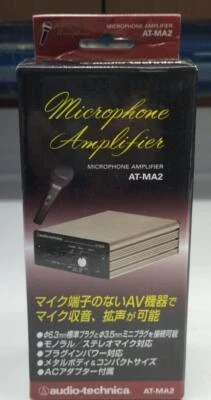 MICROPHONE AMPLIFIER
AT-MA2
Microphone
Amplifier
MICROPHONE AMPLIFIER
AT-MA2
audio-technica
マイク端子のないAV機器で
マイク収音、拡声が可能
●φ6.3mm標準プラグとφ3.5mmミニプラグを接続可能
●モノラル/ステレオマイク対応
●プラグインパワー対応
●メタルボディ&コンパクトサイズ
●ACアダプター付属
audio-technica
AT-MA2